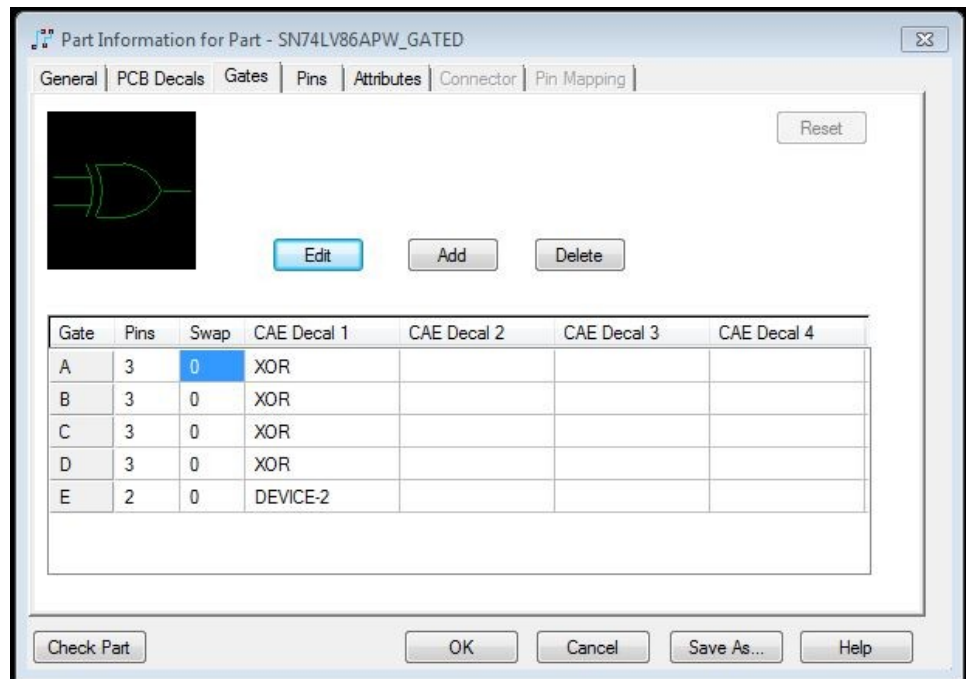 Part Information for Part - SN74LV86APW_GATED
General PCB Decals Gates Pins Attributes Connector Pin Mapping
Reset
Edit Add Delete
Gate Pins Swap CAE Decal 1 CAE Decal 2 CAE Decal 3 CAE Decal 4
A 3 0 XOR
B 3 0 XOR
C 3 0 XOR
D 3 0 XOR
E 2 0 DEVICE-2
Check Part OK Cancel Save As... Help